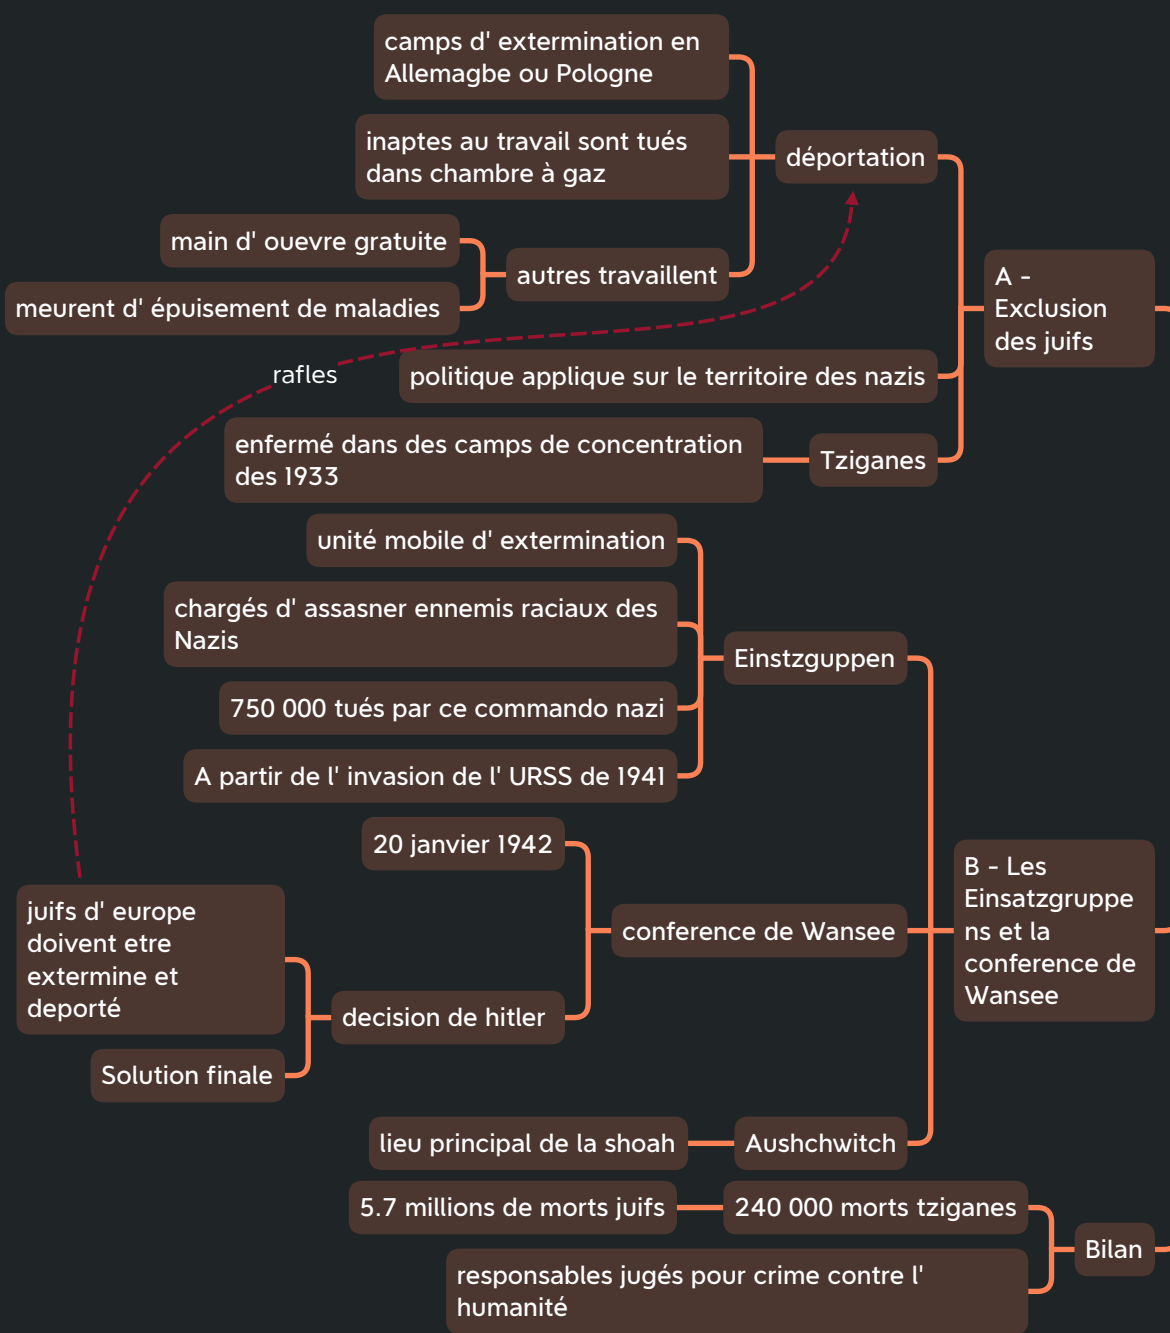 camps d' extermination en
Allemagbe ou Pologne
inaptes au travail sont tués
dans chambre à gaz
déportation
main d' ouevre gratuite
autres travaillent
meurent d' épuisement de maladies
A -
Exclusion
des juifs
rafles
politique applique sur le territoire des nazis
enfermé dans des camps de concentration
des 1933
Tziganes
unité mobile d' extermination
chargés d' assasner ennemis raciaux des
Nazis
Einstzguppen
750 000 tués par ce commando nazi
A partir de l' invasion de l' URSS de 1941
20 janvier 1942
conference de Wansee
B - Les
Einsatzgruppe
ns et la
conference de
Wansee
juifs d' europe
doivent etre
extermine et
deporté
decision de hitler
Solution finale
lieu principal de la shoah
Aushchwitch
5.7 millions de morts juifs
240 000 morts tziganes
Bilan
responsables jugés pour crime contre l'
humanité